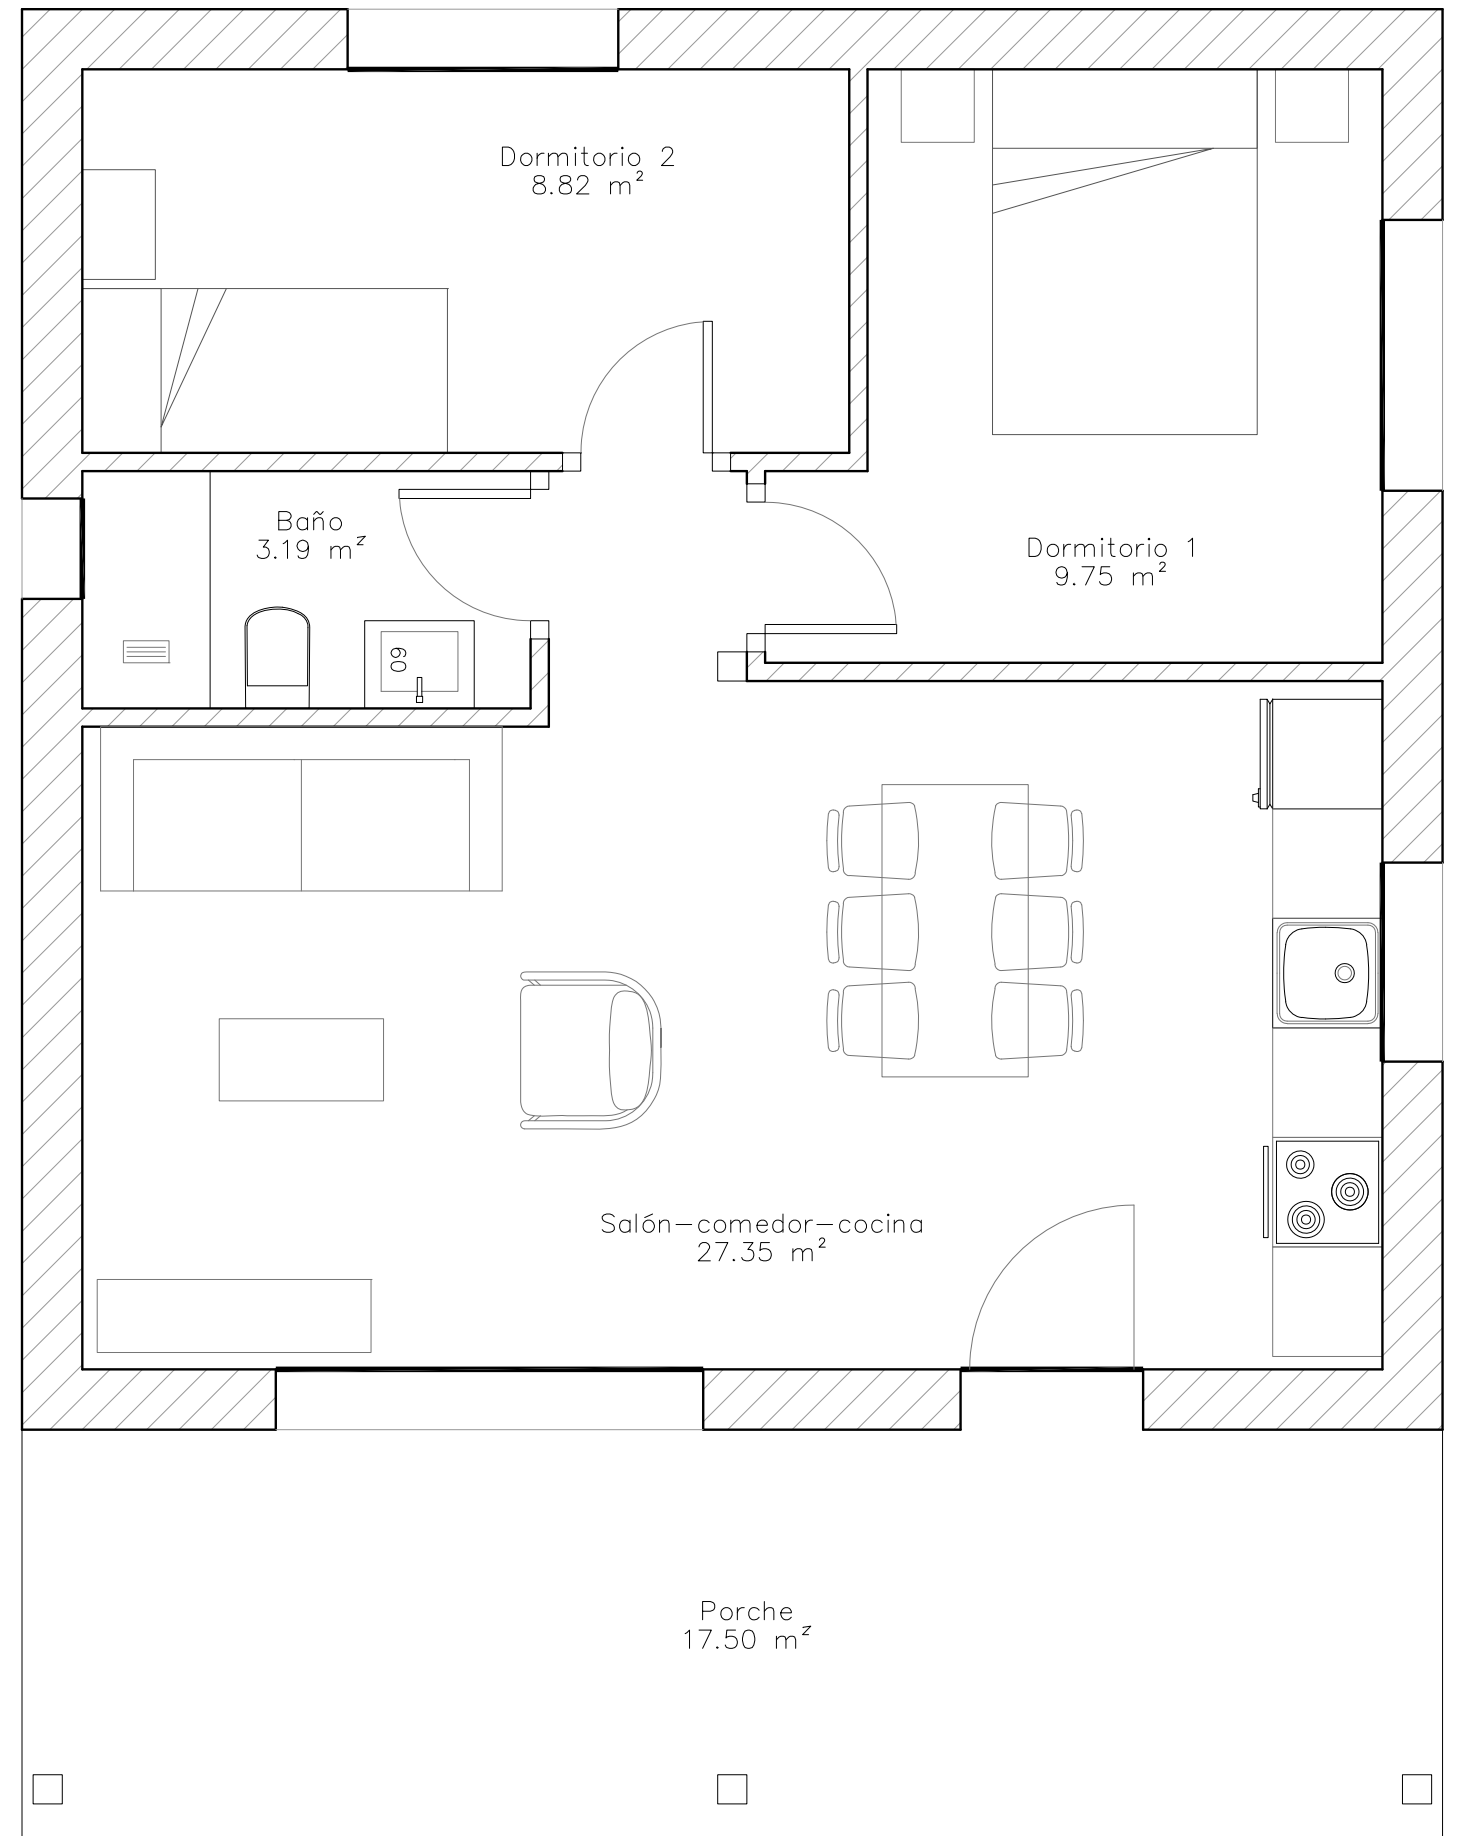 Dormitorio 2
8.82 m²
Baño
3.19 m²
Dormitorio 1
9.75 m²
60
Salón-comedor-cocina
27.35 m²
Porche
17.50 m²